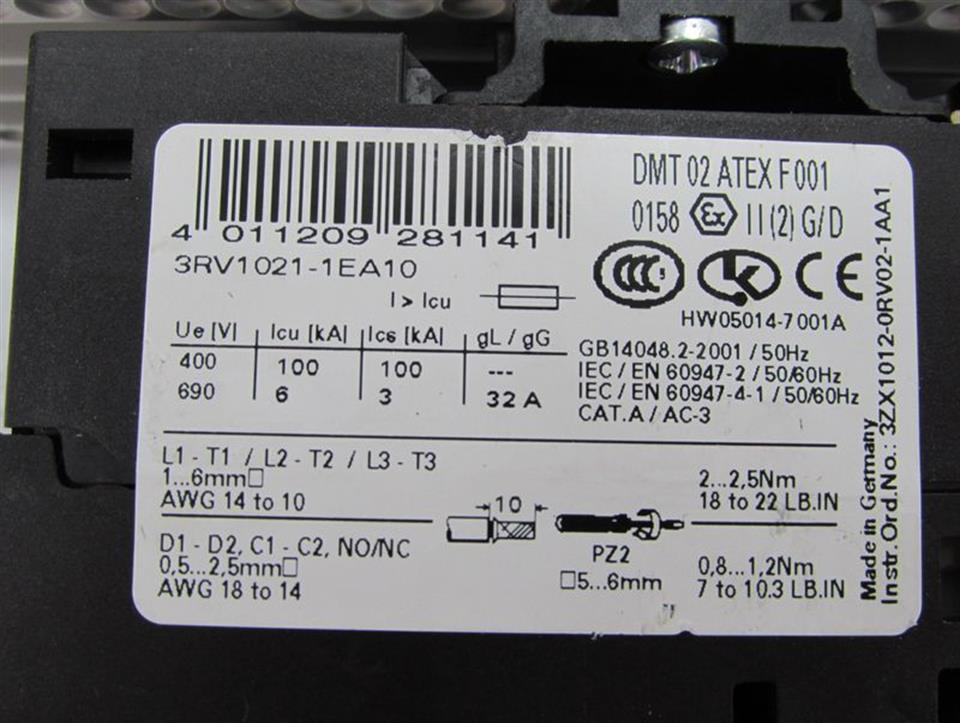 4 011209 281141
3RV1021-1EA10
I > Icu
DMT 02 ATEX F 001
0158 Ex II (2) G/D
CCC CE
HW05014-7001A
Ue [V] Icu [kA] Ics [kA] gL / gG
400 100 100 ---
690 6 3 32 A
GB14048.2-2001 / 50Hz
IEC / EN 60947-2 / 50/60Hz
IEC / EN 60947-4-1 / 50/60Hz
CAT.A / AC-3
L1 - T1 / L2 - T2 / L3 - T3
1...6mm□
AWG 14 to 10
10
2...2,5Nm
18 to 22 LB.IN
D1 - D2, C1 - C2, NO/NC
0.5...2,5mm□
AWG 18 to 14
PZ2
□5...6mm
0,8...1,2Nm
7 to 10.3 LB.IN
Made in Germany
Instr. Ord.No.: 3ZX1012-0RV02-1AA1